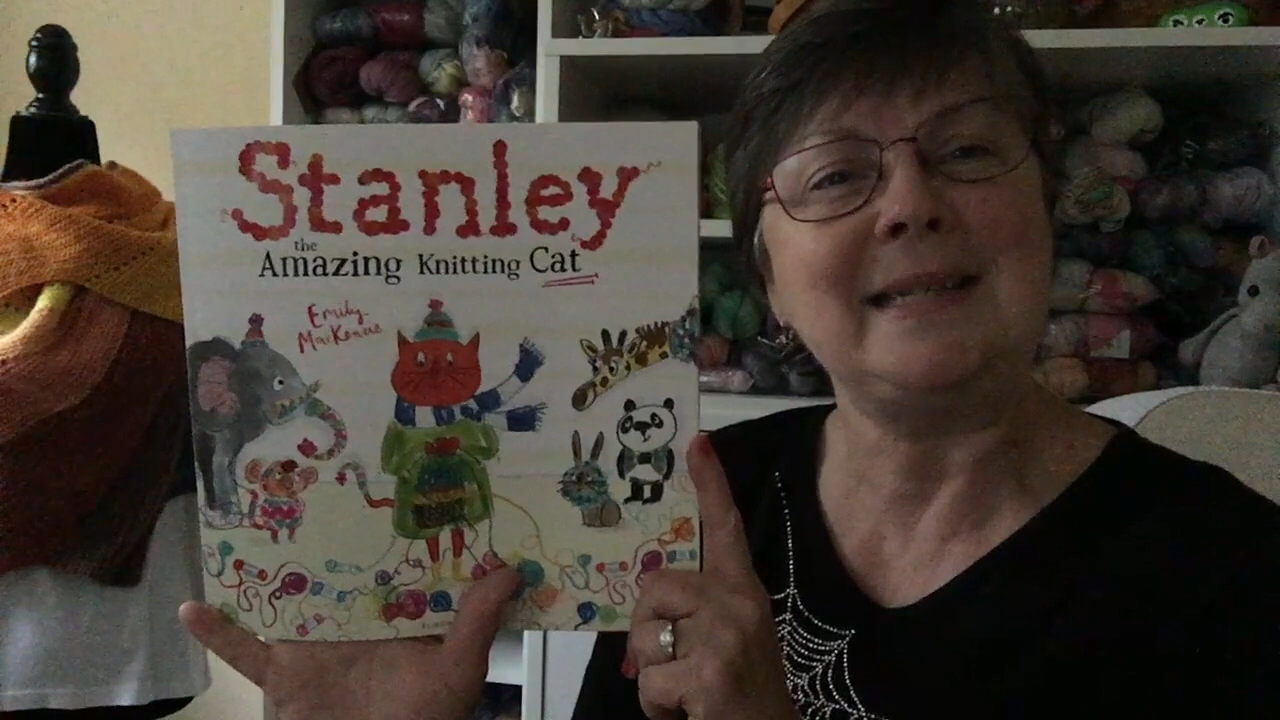 Stanley
the
Amazing Knitting Cat
Emily
MacKenzie